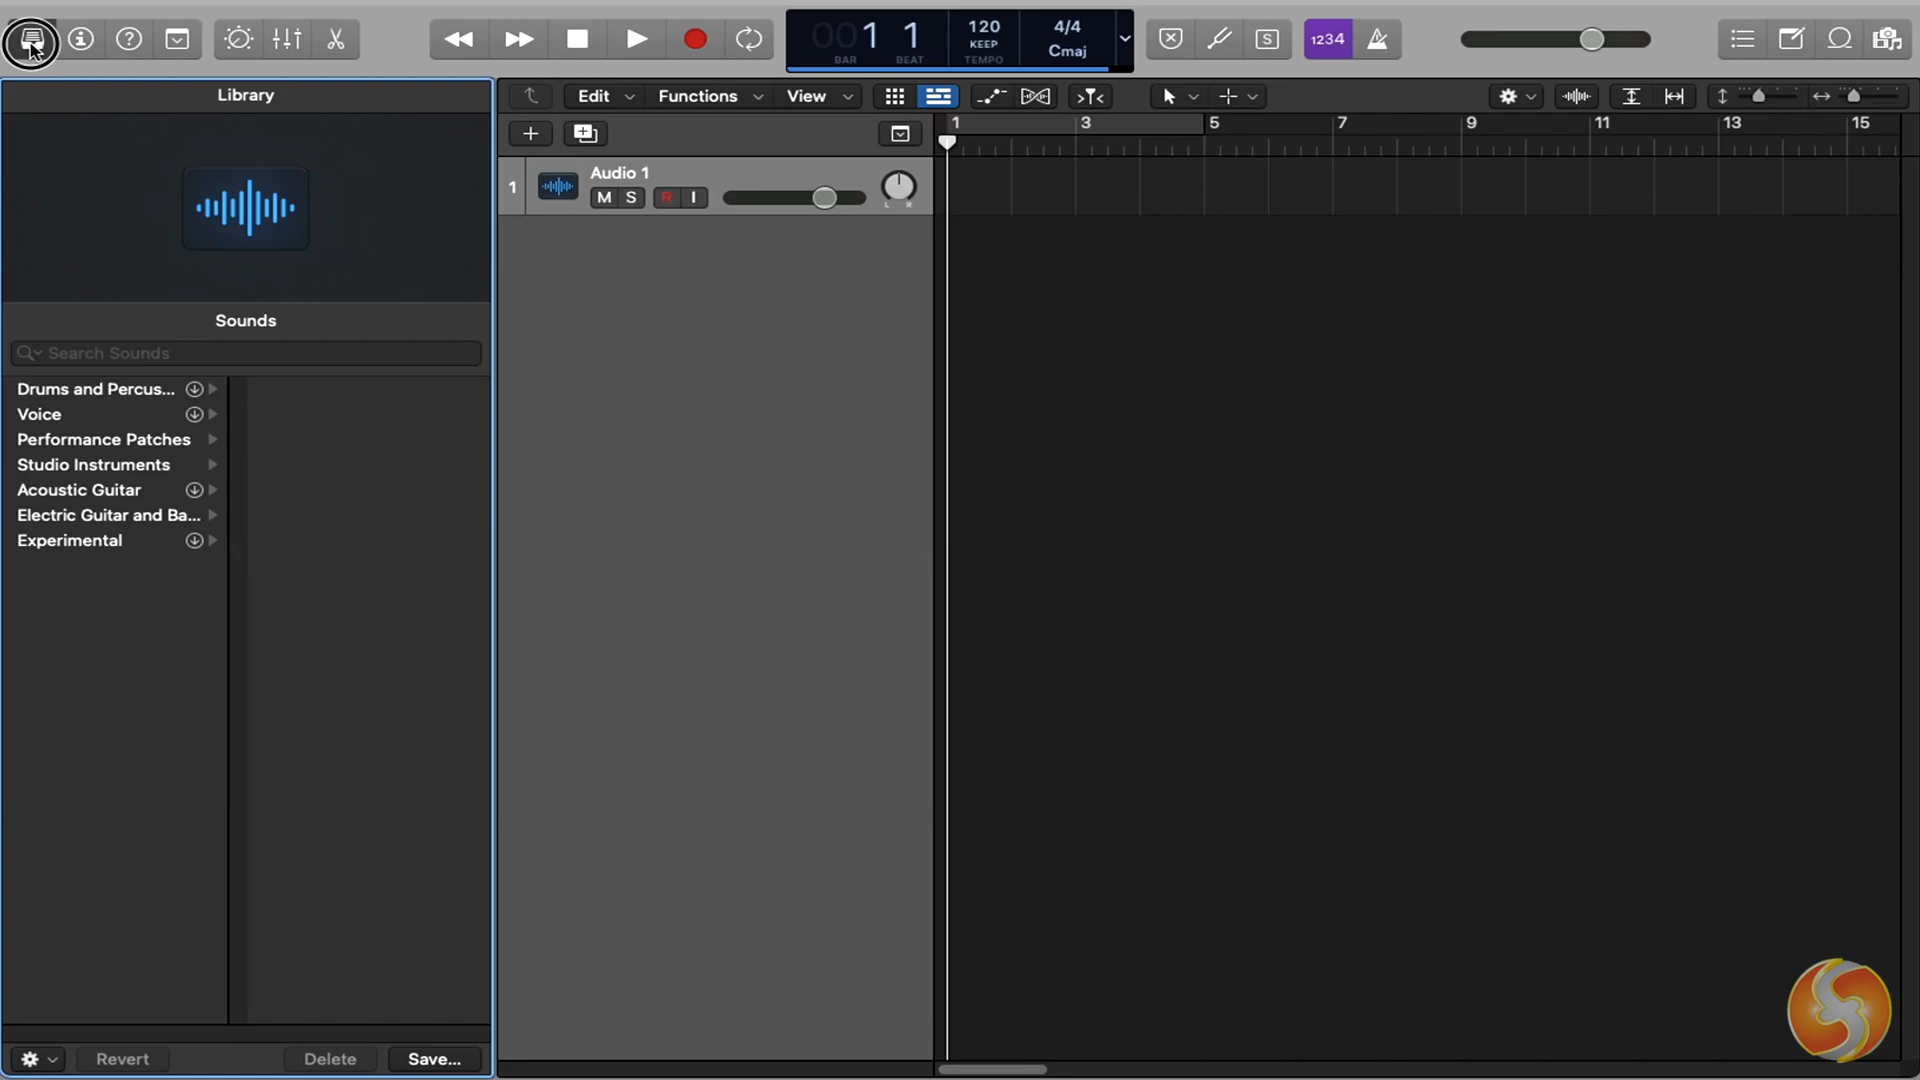 001 1
BAR BEAT
120
KEEP
TEMPO
4/4
Cmaj
S
1234
Library
Edit Functions View
1 3 5 7 9 11 13 15
1 Audio 1
M S R I
L R
Sounds
Search Sounds
Drums and Percus...
Voice
Performance Patches
Studio Instruments
Acoustic Guitar
Electric Guitar and Ba...
Experimental
Revert Delete Save...